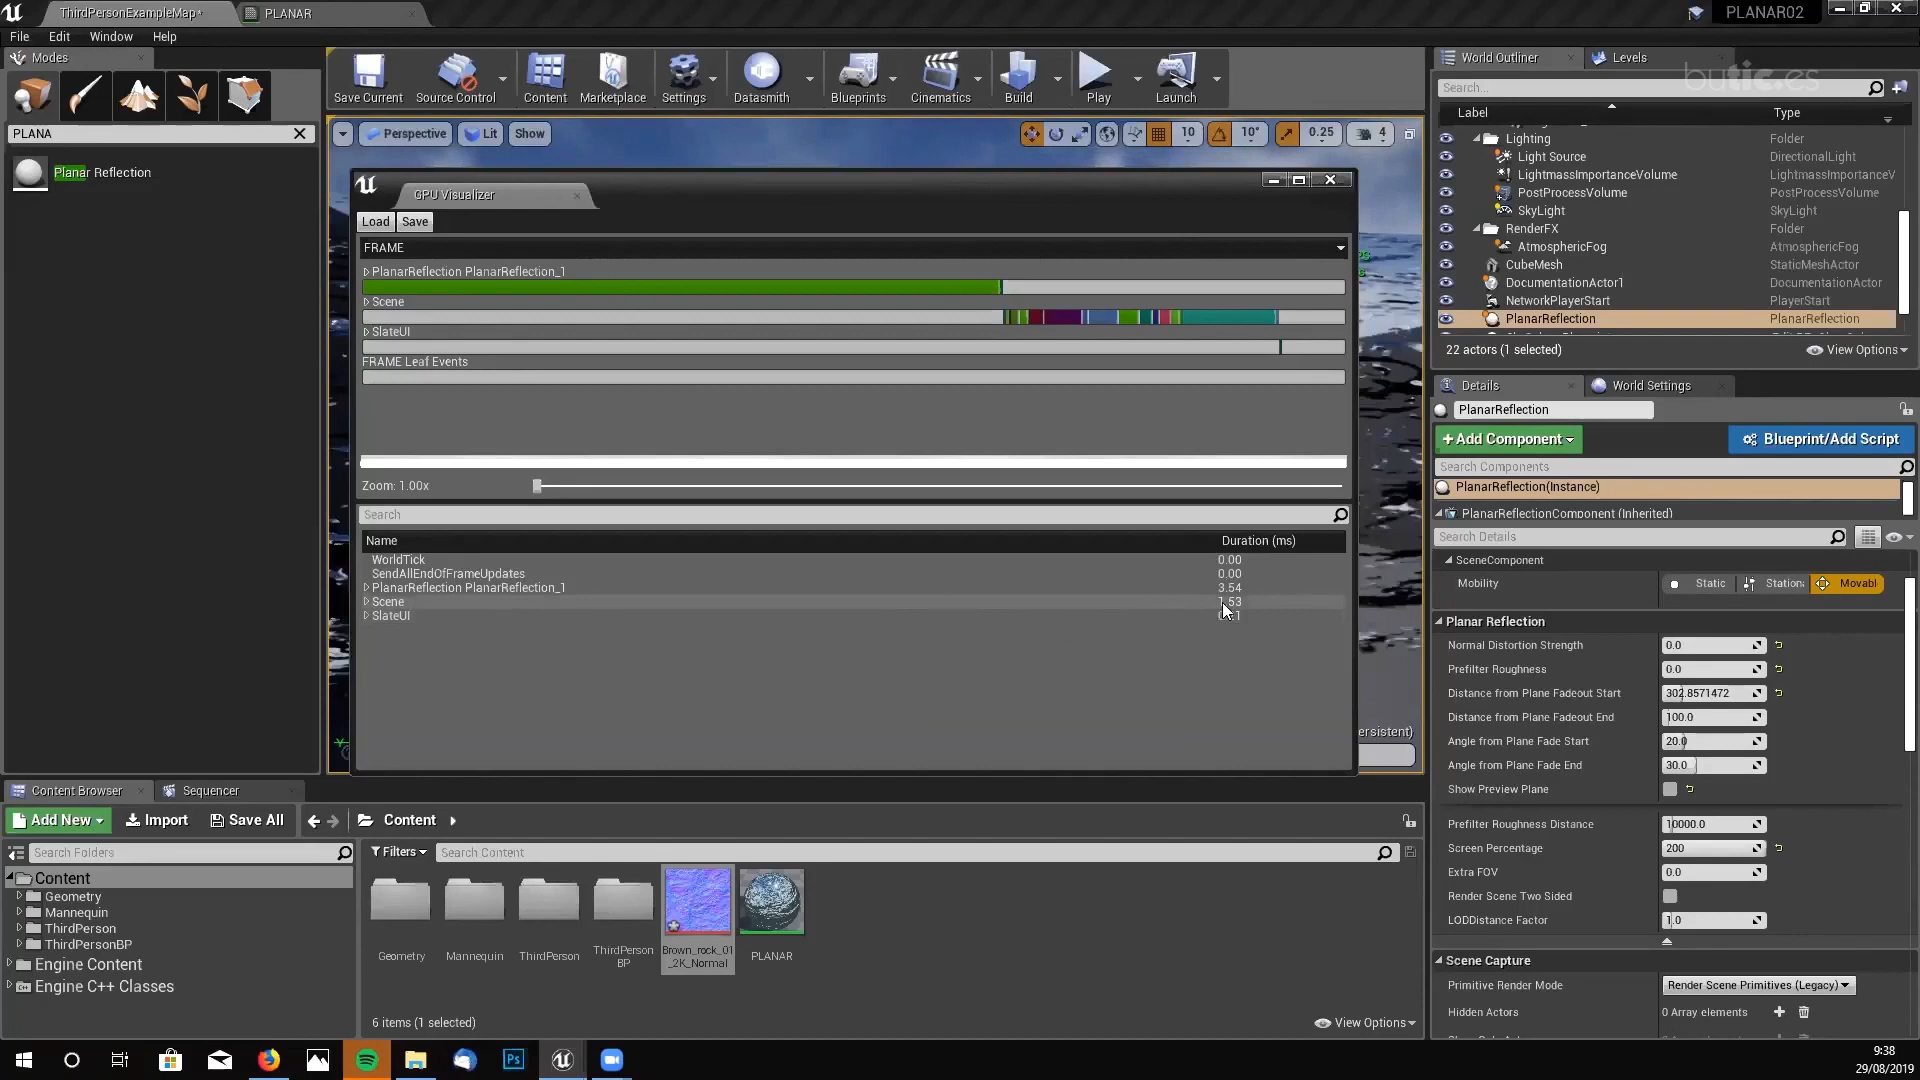 ThirdPersonExampleMap*
PLANAR
PLANAR02
File Edit Window Help
butic.es
Modes
Save Current
Source Control
Content
Marketplace
Settings
Datasmith
Blueprints
Cinematics
Build
Play
Launch
World Outliner
Levels
Search...
Label Type
PLANA
Planar Reflection
Perspective Lit Show
10 10° 0.25 4
Lighting Folder
Light Source DirectionalLight
LightmassImportanceVolume LightmassImportanceV
PostProcessVolume PostProcessVolume
SkyLight SkyLight
RenderFX Folder
AtmosphericFog AtmosphericFog
CubeMesh StaticMeshActor
DocumentationActor1 DocumentationActor
NetworkPlayerStart PlayerStart
PlanarReflection PlanarReflection
22 actors (1 selected) View Options
GPU Visualizer
Load Save
FRAME
PlanarReflection PlanarReflection_1
Scene
SlateUI
FRAME Leaf Events
Zoom: 1.00x
Search
Name Duration (ms)
WorldTick 0.00
SendAllEndOfFrameUpdates 0.00
PlanarReflection PlanarReflection_1 3.54
Scene 1.53
SlateUI
ersistent)
Details
World Settings
PlanarReflection
+Add Component
Blueprint/Add Script
Search Components
PlanarReflection(Instance)
PlanarReflectionComponent (Inherited)
Search Details
SceneComponent
Mobility Static Stationa Movabl
Planar Reflection
Normal Distortion Strength 0.0
Prefilter Roughness 0.0
Distance from Plane Fadeout Start 302.8571472
Distance from Plane Fadeout End 100.0
Angle from Plane Fade Start 20.0
Angle from Plane Fade End 30.0
Show Preview Plane
Prefilter Roughness Distance 10000.0
Screen Percentage 200
Extra FOV 0.0
Render Scene Two Sided
LODDistance Factor 1.0
Scene Capture
Primitive Render Mode Render Scene Primitives (Legacy)
Hidden Actors 0 Array elements
Content Browser
Sequencer
Add New Import Save All Content
Search Folders
Filters Search Content
Content
Geometry
Mannequin
ThirdPerson
ThirdPersonBP
Engine Content
Engine C++ Classes
Geometry
Mannequin
ThirdPerson
ThirdPerson
BP
Brown_rock_01
_2K_Normal
PLANAR
6 items (1 selected) View Options
Ps
9:38
29/08/2019